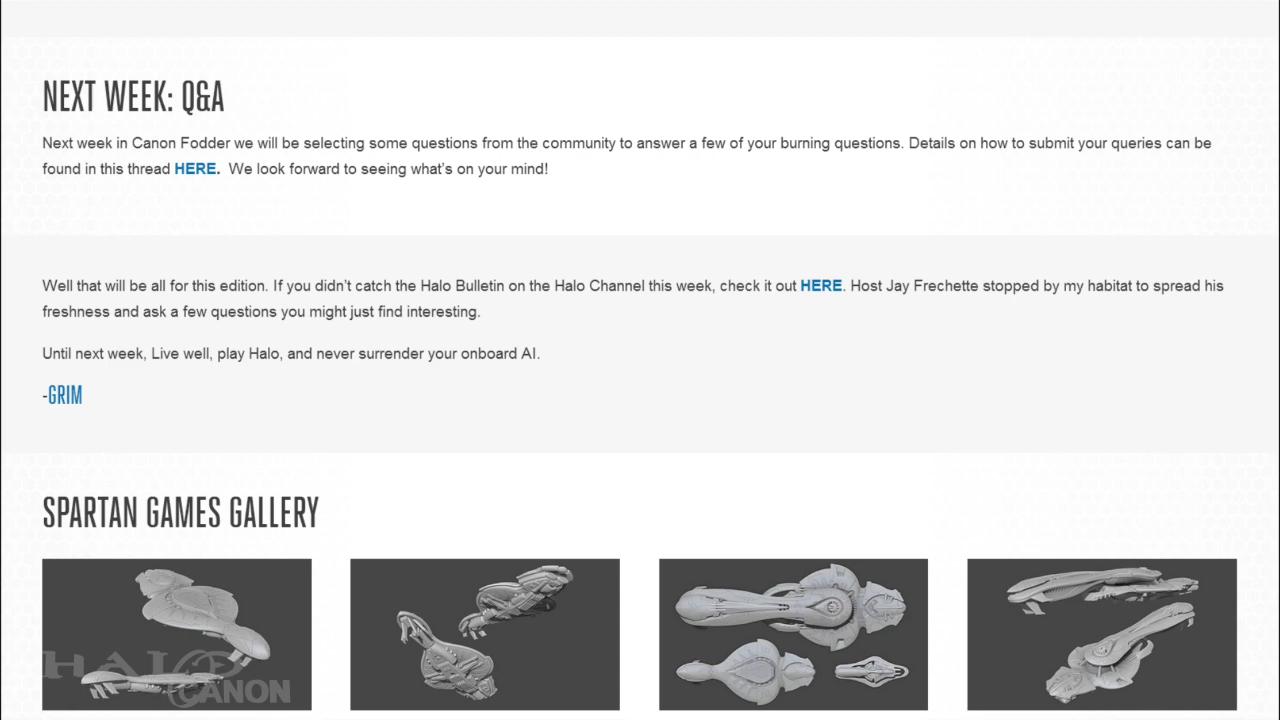 NEXT WEEK: Q&A
Next week in Canon Fodder we will be selecting some questions from the community to answer a few of your burning questions. Details on how to submit your queries can be
found in this thread HERE. We look forward to seeing what's on your mind!
Well that will be all for this edition. If you didn't catch the Halo Bulletin on the Halo Channel this week, check it out HERE. Host Jay Frechette stopped by my habitat to spread his
freshness and ask a few questions you might just find interesting.
Until next week, Live well, play Halo, and never surrender your onboard AI.
-GRIM
SPARTAN GAMES GALLERY
HALO
CANON